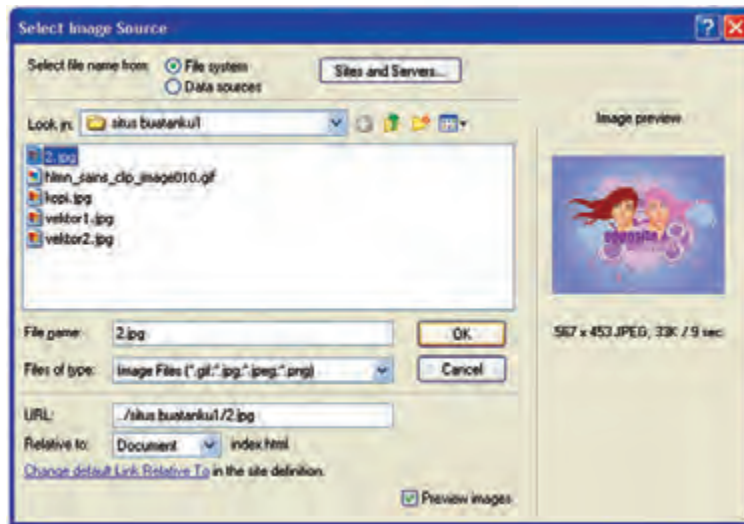 Select Image Source
Select file name from: File system
Data sources
Sites and Servers...
Look in: situs buatanku1
Image preview
2.jpg
hlmn_sains_clip_image010.gif
kopi.jpg
vektor1.jpg
vektor2.jpg
opposite
File name: 2.jpg
OK
567 x 453 JPEG, 33K / 9 sec
Files of type: Image Files (*.gif;*.jpg;*.jpeg;*.png)
Cancel
URL: ../situs buatanku1/2.jpg
Relative to: Document index.html
Change default Link Relative To in the site definition.
Preview images